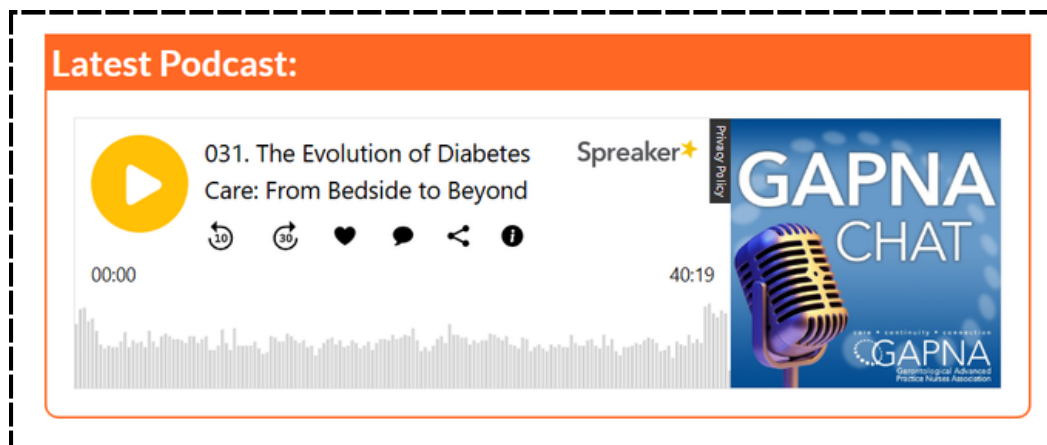 Latest Podcast:
031. The Evolution of Diabetes
Care: From Bedside to Beyond
Spreaker
Privacy Policy
10
30
00:00
40:19
GAPNA
CHAT
care • continuity • connection
GAPNA
Gerontological Advanced
Practice Nurses Association